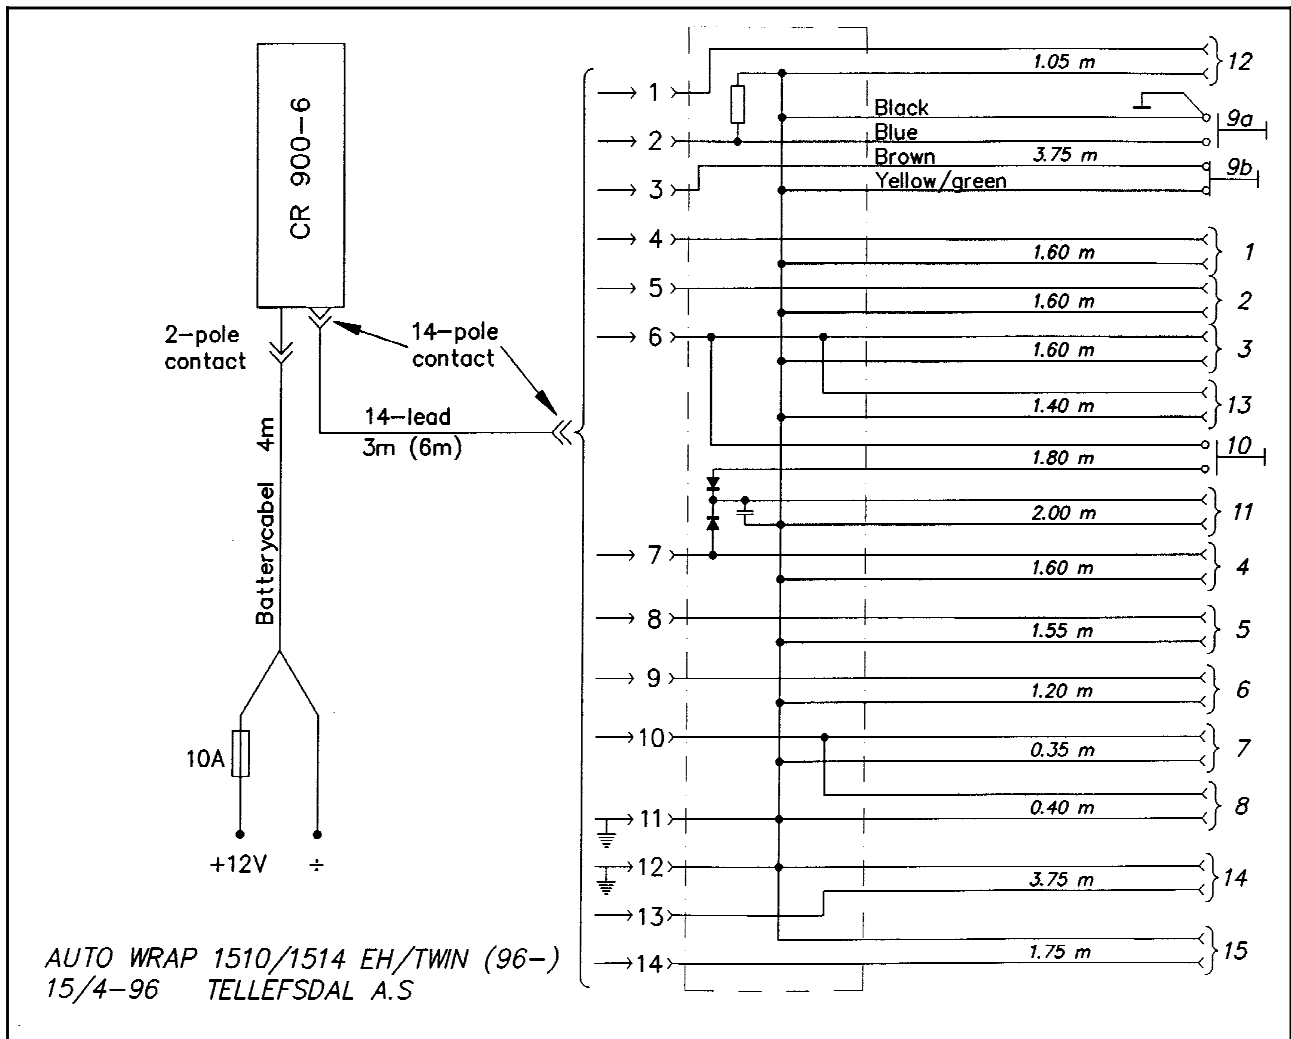 CR 900-6
2-pole
contact
14-pole
contact
14-lead
3m (6m)
Batterycabel 4m
10A
+12V ÷
1
2
3
4
5
6
7
8
9
10
11
12
13
14
Black
Blue
Brown
Yellow/green
1.05 m 12
9a
3.75 m 9b
1.60 m 1
1.60 m 2
1.60 m 3
1.40 m 13
1.80 m 10
2.00 m 11
1.60 m 4
1.55 m 5
1.20 m 6
0.35 m 7
0.40 m 8
3.75 m 14
1.75 m 15
AUTO WRAP 1510/1514 EH/TWIN (96-)
15/4-96 TELLEFSDAL A.S